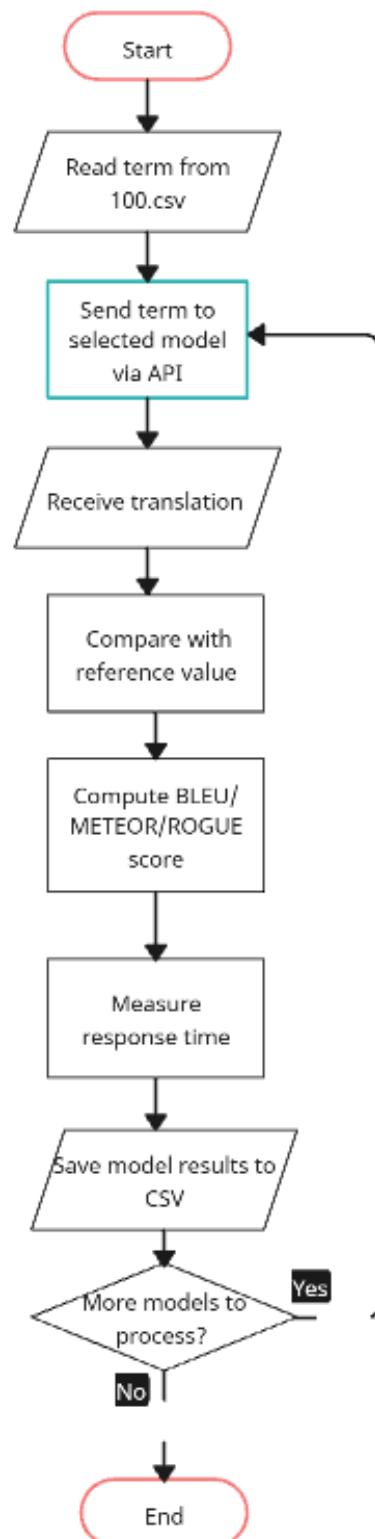 Start
Read term from
100.csv
Send term to
selected model
via API
Receive translation
Compare with
reference value
Compute BLEU/
METEOR/ROGUE
score
Measure
response time
Save model results to
CSV
More models to
process?
Yes
No
End